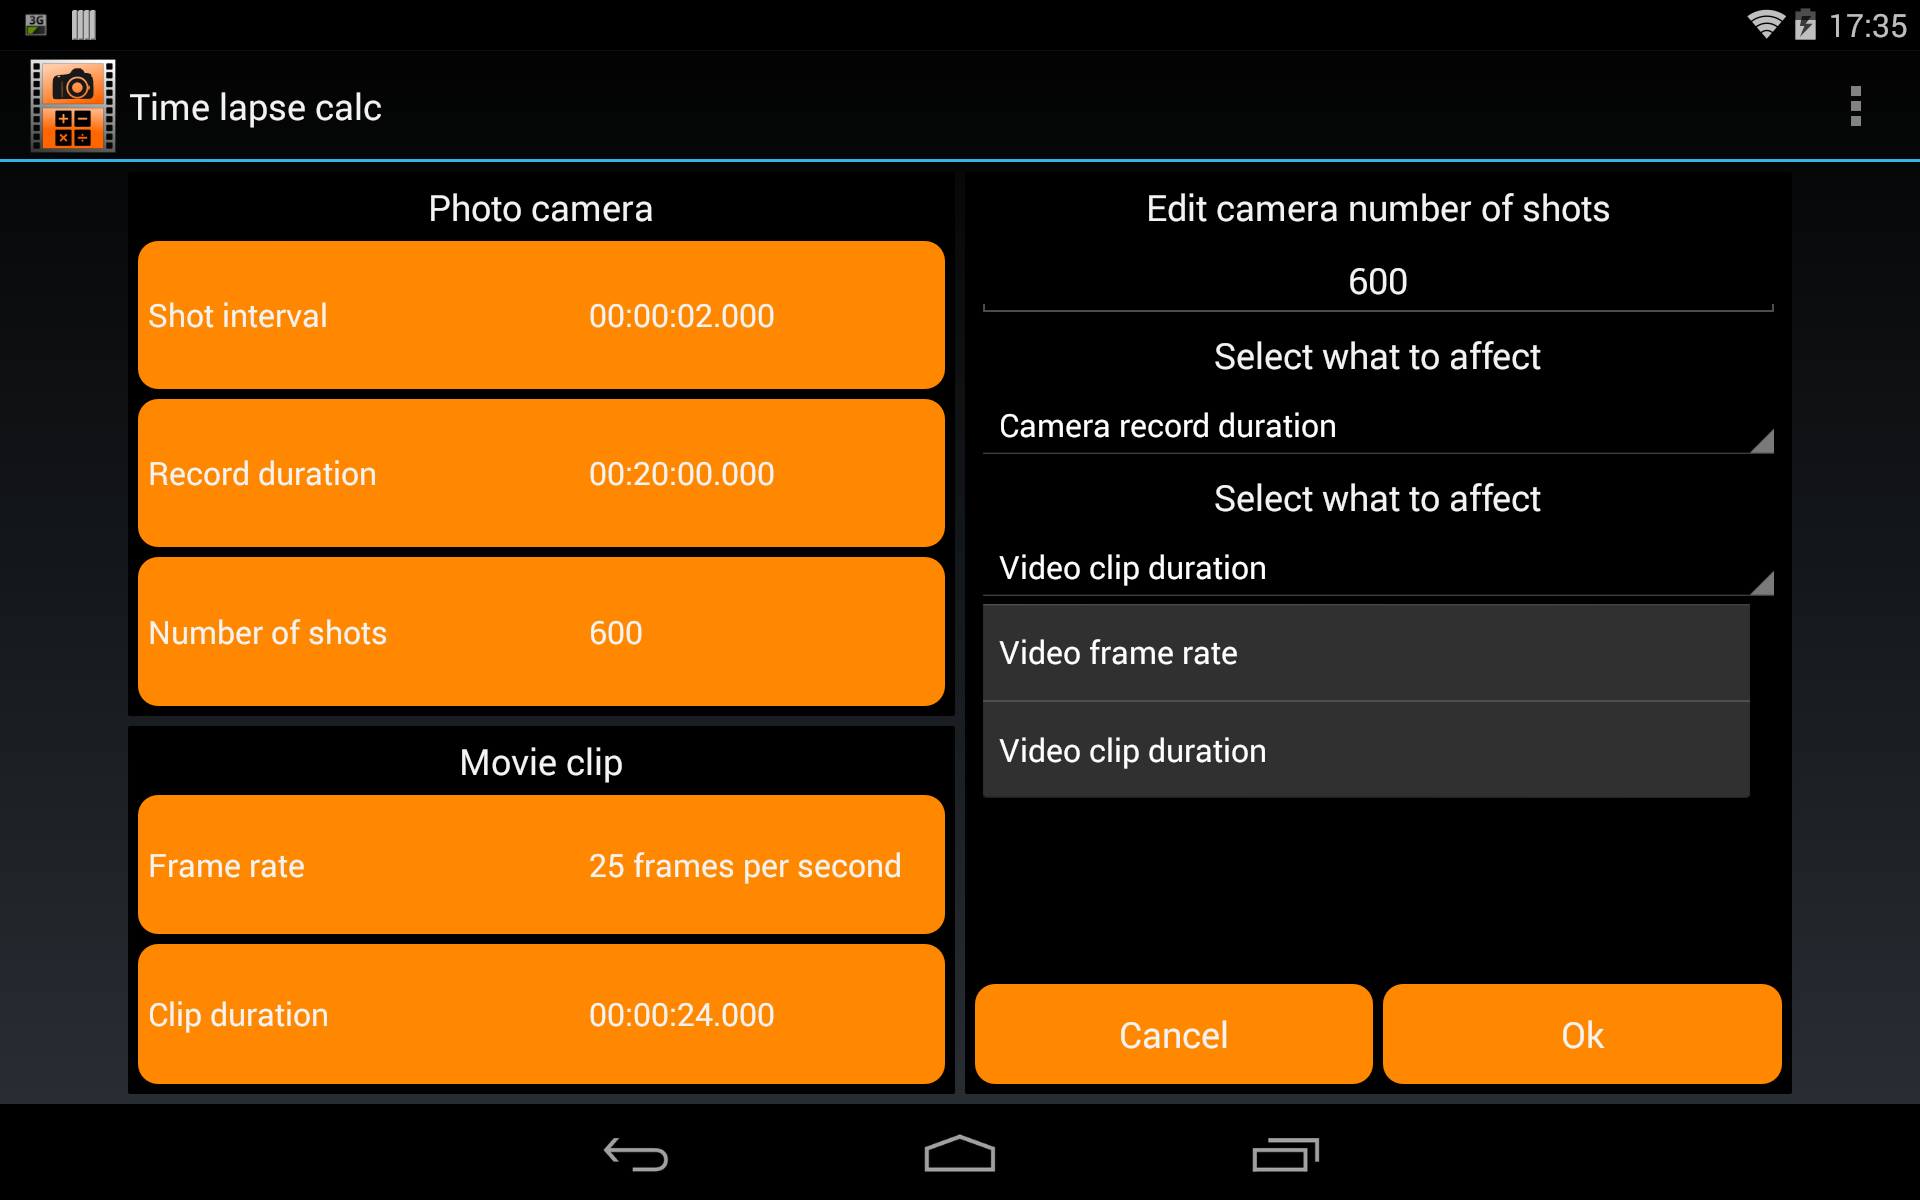 3G
17:35
Time lapse calc
Photo camera
Shot interval 00:00:02.000
Record duration 00:20:00.000
Number of shots 600
Movie clip
Frame rate 25 frames per second
Clip duration 00:00:24.000
Edit camera number of shots
600
Select what to affect
Camera record duration
Select what to affect
Video clip duration
Video frame rate
Video clip duration
Cancel Ok